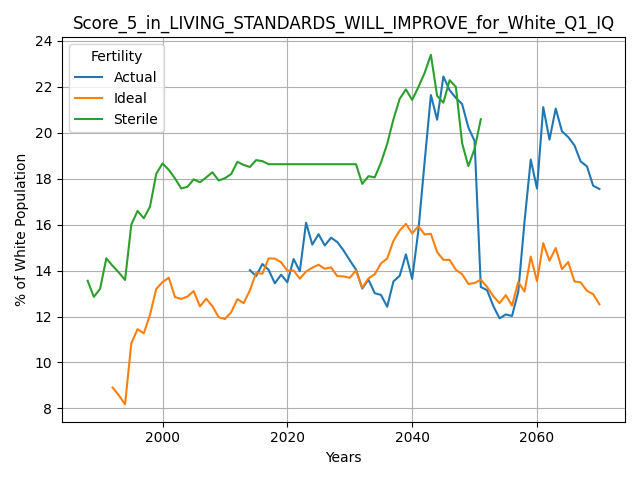 Score_5_in_LIVING_STANDARDS_WILL_IMPROVE_for_White_Q1_IQ
24
22
20
18
16
14
12
10
8
% of White Population
Fertility
Actual
Ideal
Sterile
2000
2020
2040
2060
Years